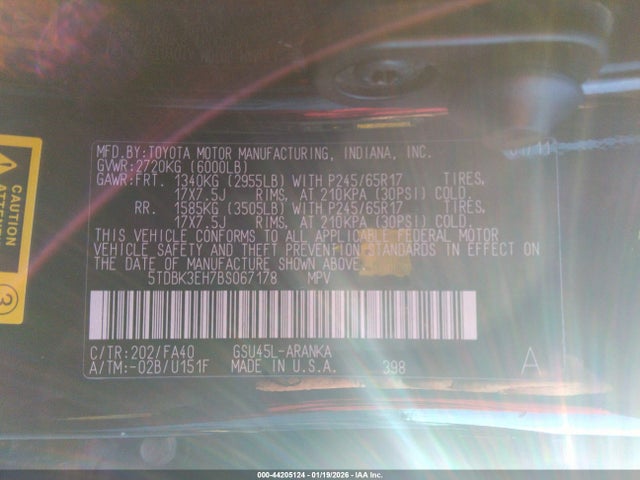 MFD.BY:TOYOTA MOTOR MANUFACTURING, INDIANA, INC.
GVWR:2720KG (6000LB)
GAWR:FRT. 1340KG (2955LB) WITH P245/65R17 TIRES,
17X7.5J RIMS, AT 210KPA (30PSI) COLD.
RR. 1585KG (3505LB) WITH P245/65R17 TIRES,
17X7.5J RIMS, AT 210KPA (30PSI) COLD.
THIS VEHICLE CONFORMS TO ALL APPLICABLE FEDERAL MOTOR
VEHICLE SAFETY AND THEFT PREVENTION STANDARDS IN EFFECT ON
THE DATE OF MANUFACTURE SHOWN ABOVE.
5TDBK3EH7BS067178 MPV
C/TR:202/FA40 GSU45L-ARANKA
A/TM:-02B/U151F MADE IN U.S.A. 398 A
3
000-44205124 - 01/19/2026 - IAA Inc.